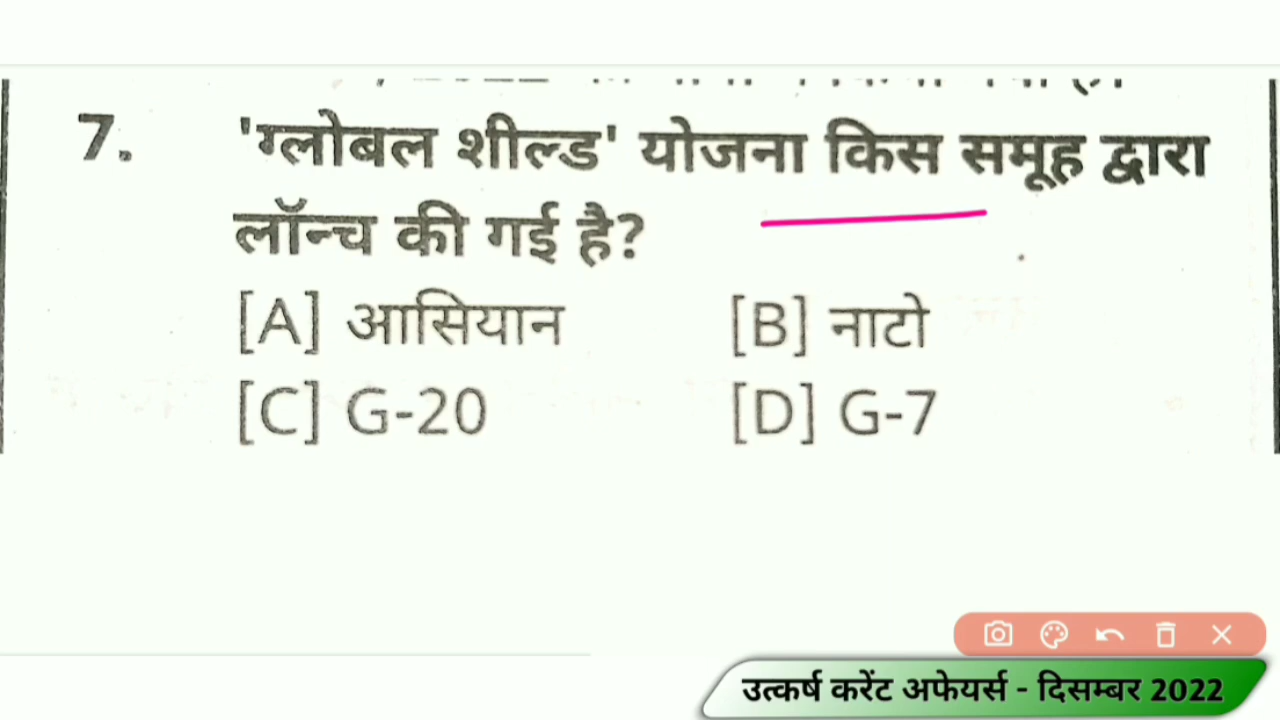 7. 'ग्लोबल शील्ड' योजना किस समूह द्वारा
लॉन्च की गई है?
[A] आसियान [B] नाटो
[C] G-20 [D] G-7
उत्कर्ष करेंट अफेयर्स - दिसम्बर 2022